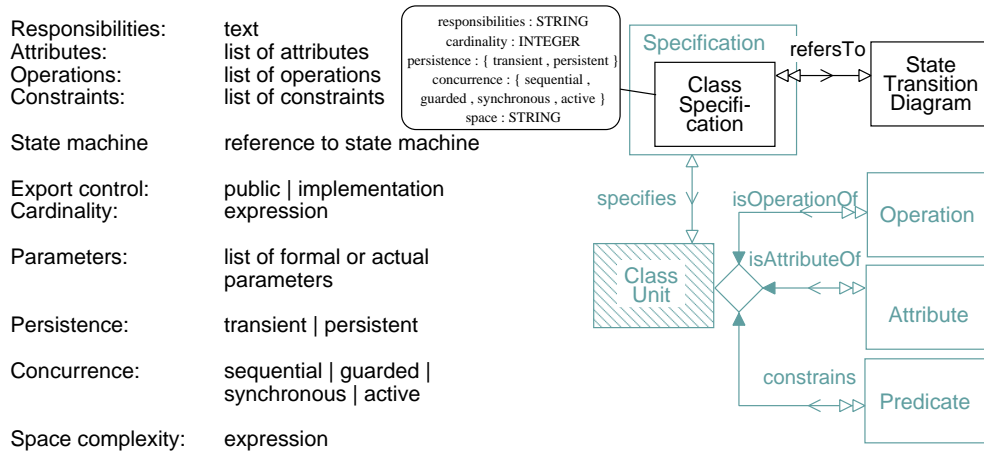 Responsibilities: text
Attributes: list of attributes
Operations: list of operations
Constraints: list of constraints
State machine reference to state machine
Export control: public | implementation
Cardinality: expression
Parameters: list of formal or actual
parameters
Persistence: transient | persistent
Concurrence: sequential | guarded |
synchronous | active
Space complexity: expression
responsibilities : STRING
cardinality : INTEGER
persistence : { transient , persistent }
concurrence : { sequential ,
guarded , synchronous , active }
space : STRING
Specification
Class
Specifi-
cation
refersTo
State
Transition
Diagram
specifies
Class
Unit
isOperationOf
Operation
isAttributeOf
Attribute
constrains
Predicate